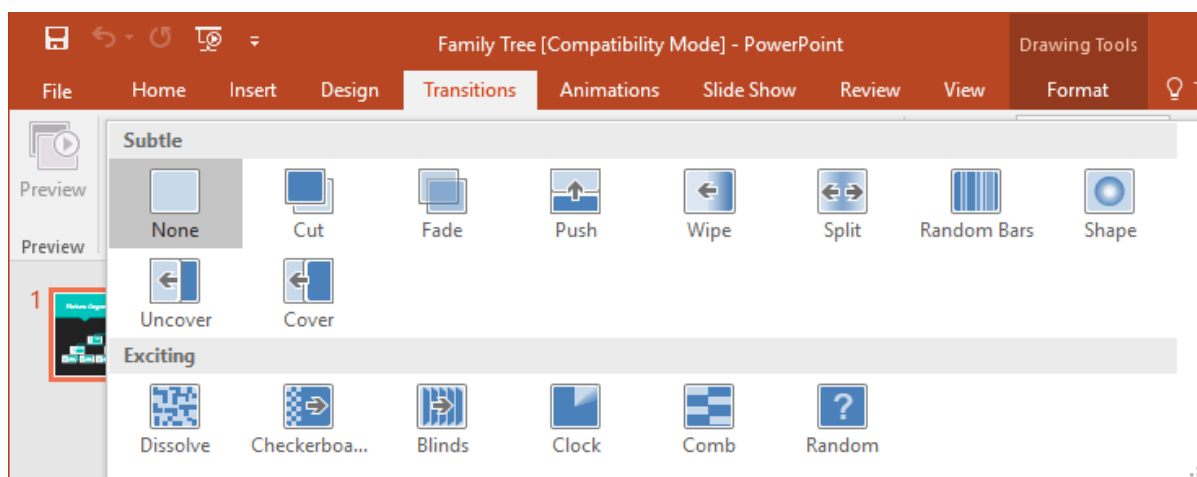 Family Tree [Compatibility Mode] - PowerPoint Drawing Tools
File Home Insert Design Transitions Animations Slide Show Review View Format
Subtle
Preview
None Cut Fade Push Wipe Split Random Bars Shape
Preview
1
Uncover Cover
Exciting
Dissolve Checkerboa... Blinds Clock Comb Random
?